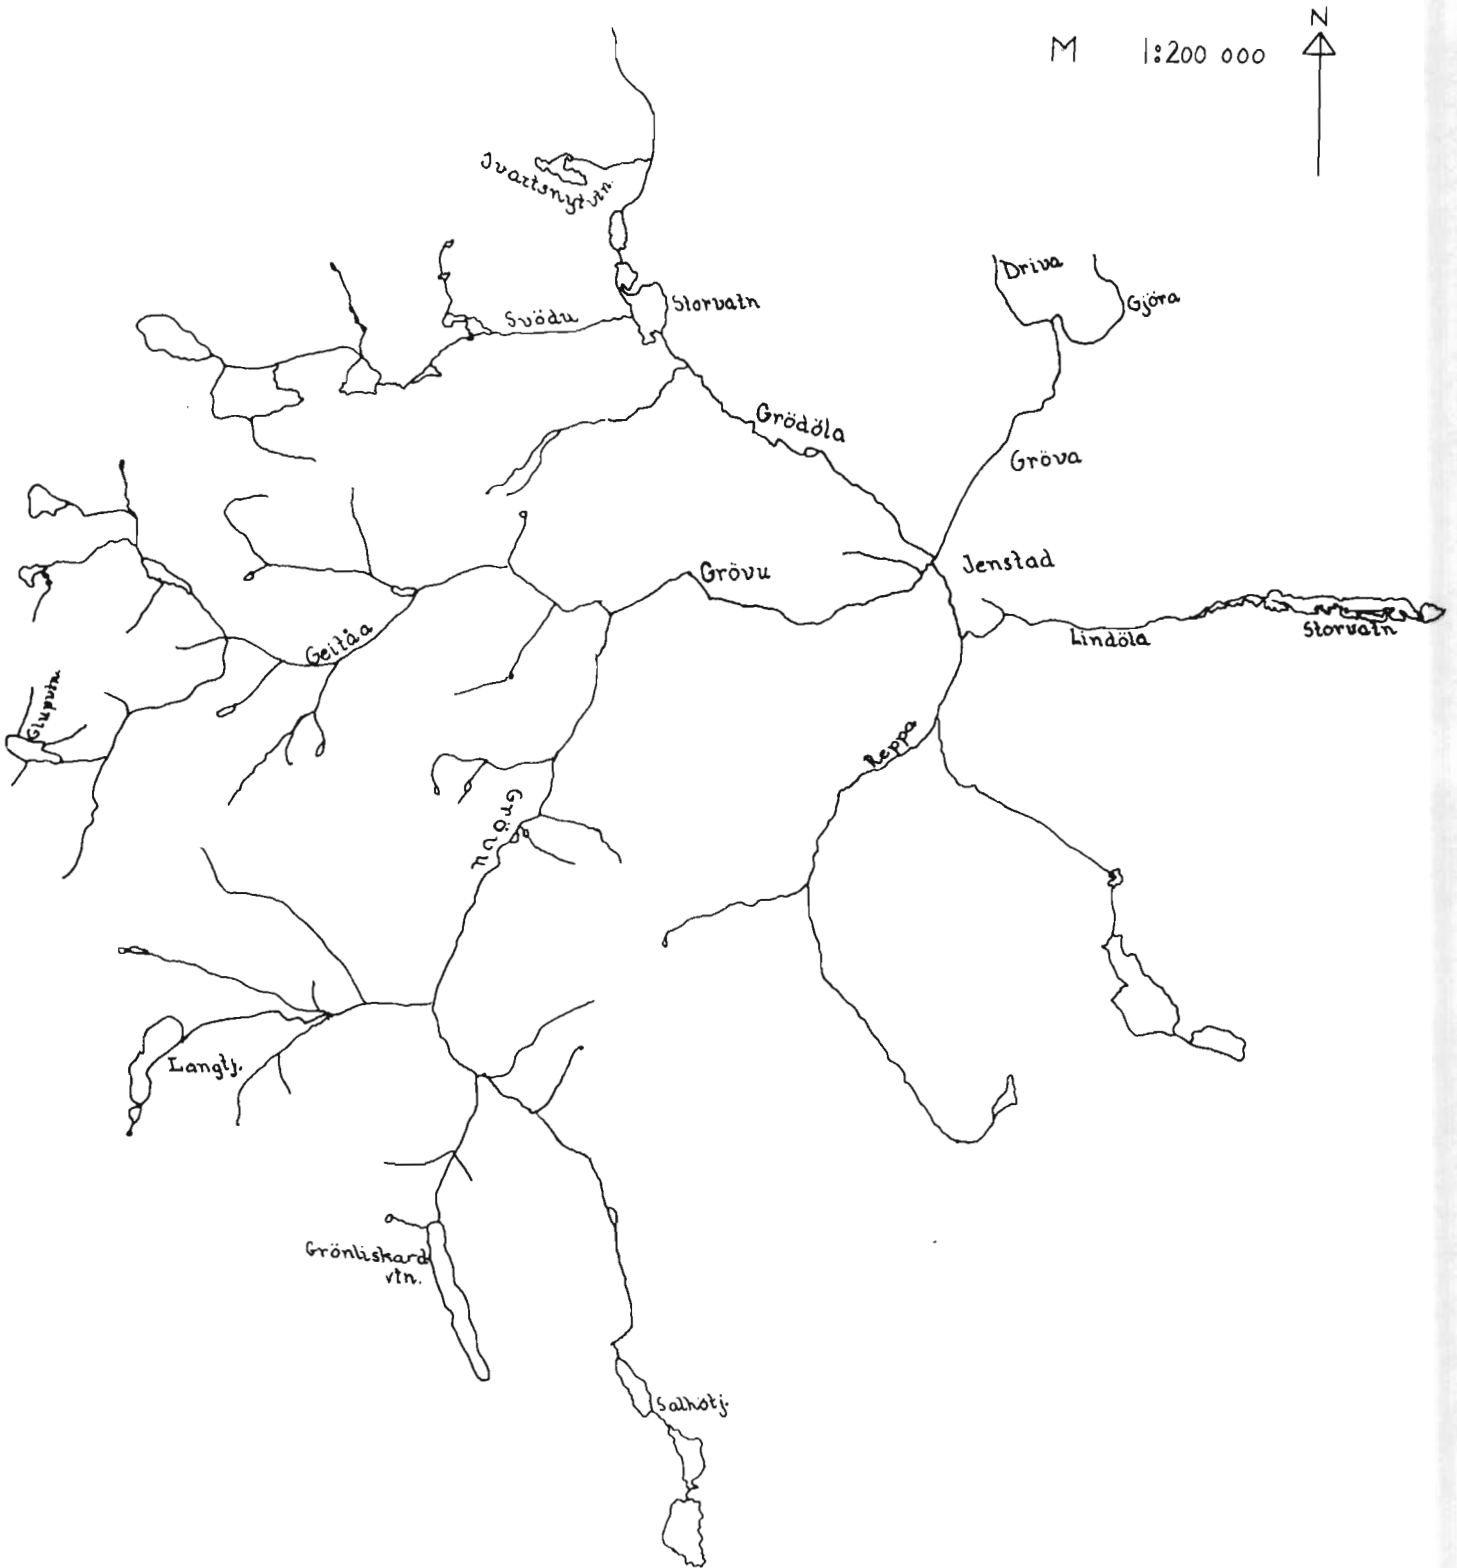 N
M 1:200 000
Svartsnytvtn.
Driva
Gjöra
Storvatn
Svödu
Grödöla
Gröva
Jenstad
Grövu
Geitåa
Lindöla
Storvatn
Glupvtn.
Reppa
Grövu
Langtj.
Grönliskard
vtn.
Salhötj.